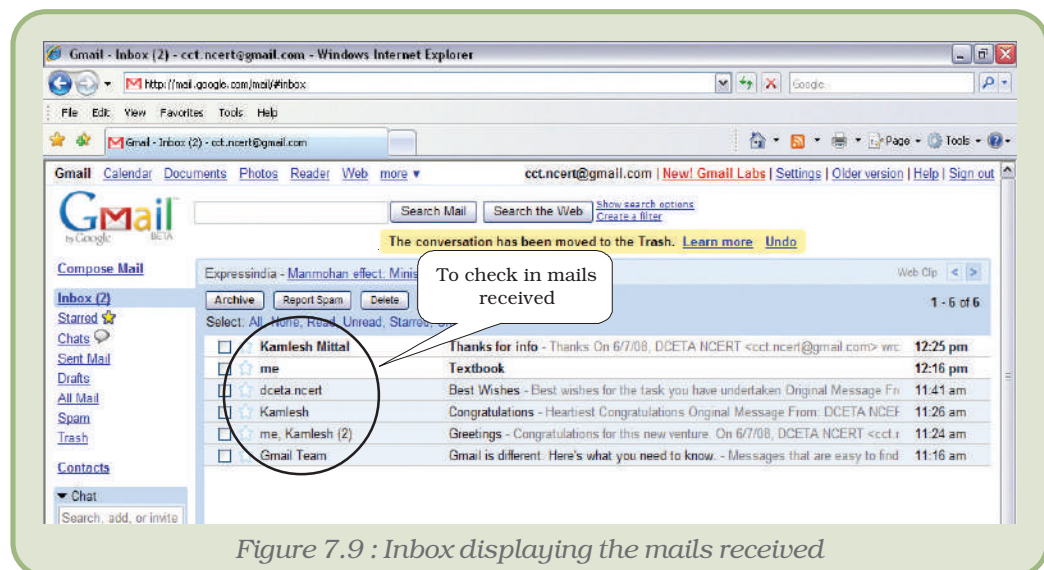 Gmail - Inbox (2) - cct.ncert@gmail.com - Windows Internet Explorer
http://mail.google.com/mail/#inbox
Google
File Edit View Favorites Tools Help
Gmail - Inbox (2) - cct.ncert@gmail.com
Page Tools
Gmail Calendar Documents Photos Reader Web more ▼ cct.ncert@gmail.com | New! Gmail Labs | Settings | Older version | Help | Sign out
Gmail
by Google BETA
Search Mail Search the Web Show search options
Create a filter
The conversation has been moved to the Trash. Learn more Undo
Compose Mail
Inbox (2)
Starred
Chats
Sent Mail
Drafts
All Mail
Spam
Trash
Contacts
Chat
Search, add, or invite
Expressindia - Manmohan effect: Web Clip < >
To check in mails
received
Archive Report Spam Delete 1 - 6 of 6
Select: All, None, Read, Unread, Starred,
Kamlesh Mittal Thanks for info - Thanks On 6/7/08, DCETA NCERT <cct.ncert@gmail.com> wrc 12:25 pm
me Textbook 12:16 pm
dceta.ncert Best Wishes - Best wishes for the task you have undertaken Original Message Fr 11:41 am
Kamlesh Congratulations - Heartiest Congratulations Original Message From: DCETA NCEF 11:26 am
me, Kamlesh (2) Greetings - Congratulations for this new venture. On 6/7/08, DCETA NCERT <cct.r 11:24 am
Gmail Team Gmail is different. Here's what you need to know. - Messages that are easy to find 11:16 am
Figure 7.9 : Inbox displaying the mails received